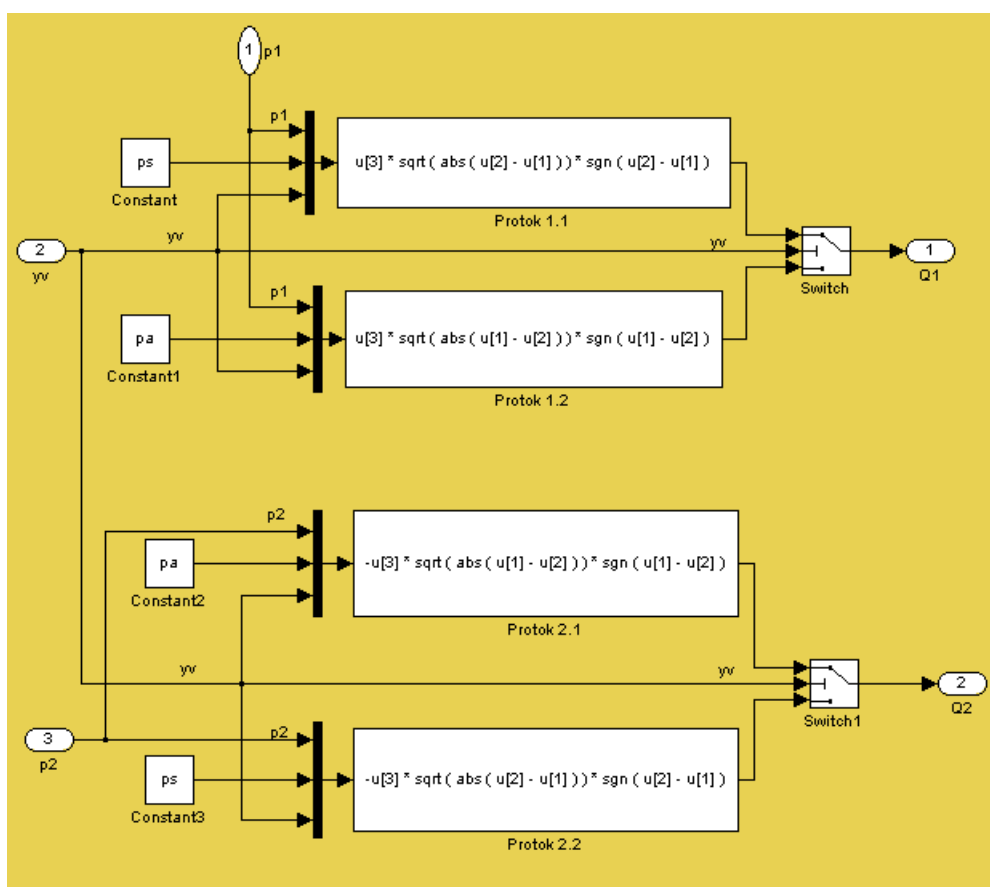 1 p1
p1
ps
u[3] * sqrt ( abs ( u[2] - u[1] ) ) * sgn ( u[2] - u[1] )
Constant
Protok 1.1
2
yv
yv
yv
1
yv
Switch
Q1
p1
pa
u[3] * sqrt ( abs ( u[1] - u[2] ) ) * sgn ( u[1] - u[2] )
Constant1
Protok 1.2
p2
pa
-u[3] * sqrt ( abs ( u[1] - u[2] ) ) * sgn ( u[1] - u[2] )
Constant2
Protok 2.1
yv
yv
2
Switch1
Q2
3
p2
p2
ps
-u[3] * sqrt ( abs ( u[2] - u[1] ) ) * sgn ( u[2] - u[1] )
Constant3
Protok 2.2